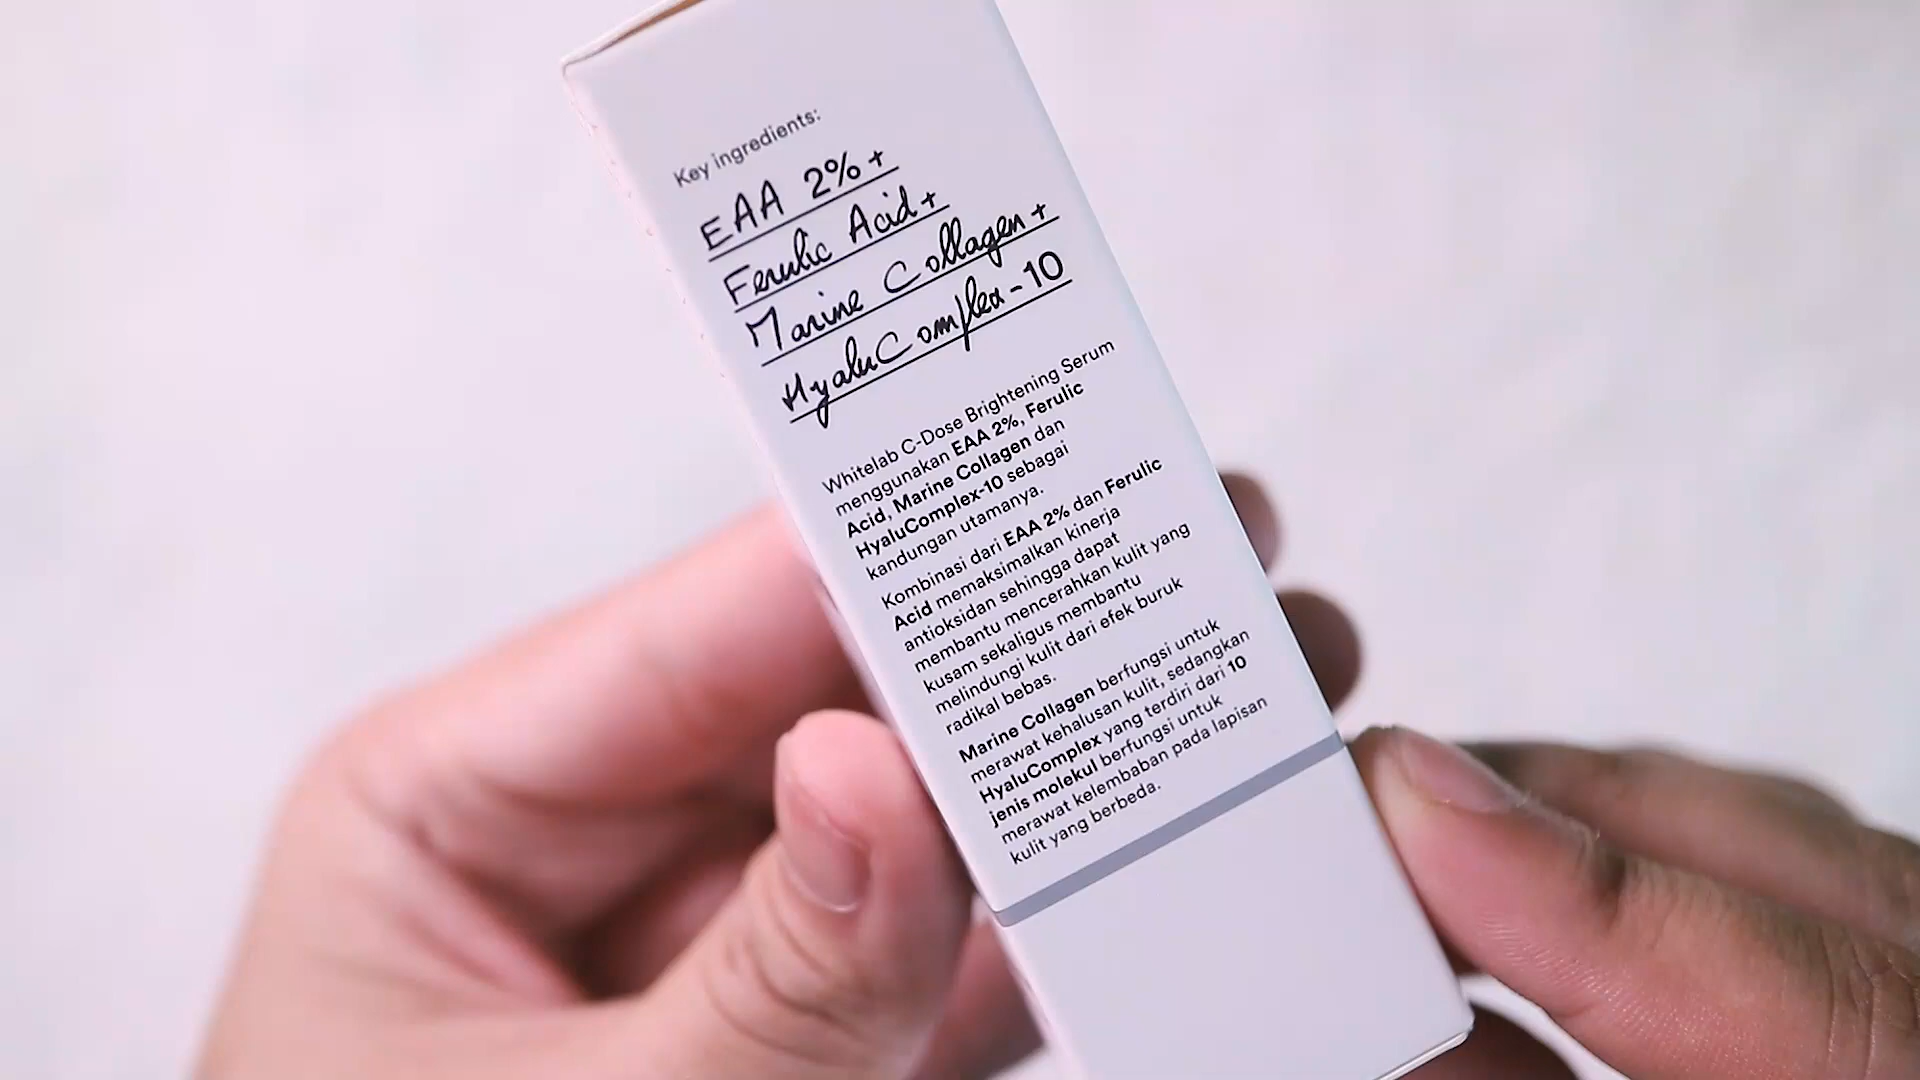 Key ingredients:
EAA 2% +
Ferulic Acid +
Marine Collagen +
HyaluComplex-10
Whitelab C-Dose Brightening Serum
menggunakan EAA 2%, Ferulic
Acid, Marine Collagen dan
HyaluComplex-10 sebagai
kandungan utamanya.
Kombinasi dari EAA 2% dan Ferulic
Acid memaksimalkan kinerja
antioksidan sehingga dapat
membantu mencerahkan kulit yang
kusam sekaligus membantu
melindungi kulit dari efek buruk
radikal bebas.
Marine Collagen berfungsi untuk
merawat kehalusan kulit, sedangkan
HyaluComplex yang terdiri dari 10
jenis molekul berfungsi untuk
merawat kelembaban pada lapisan
kulit yang berbeda.